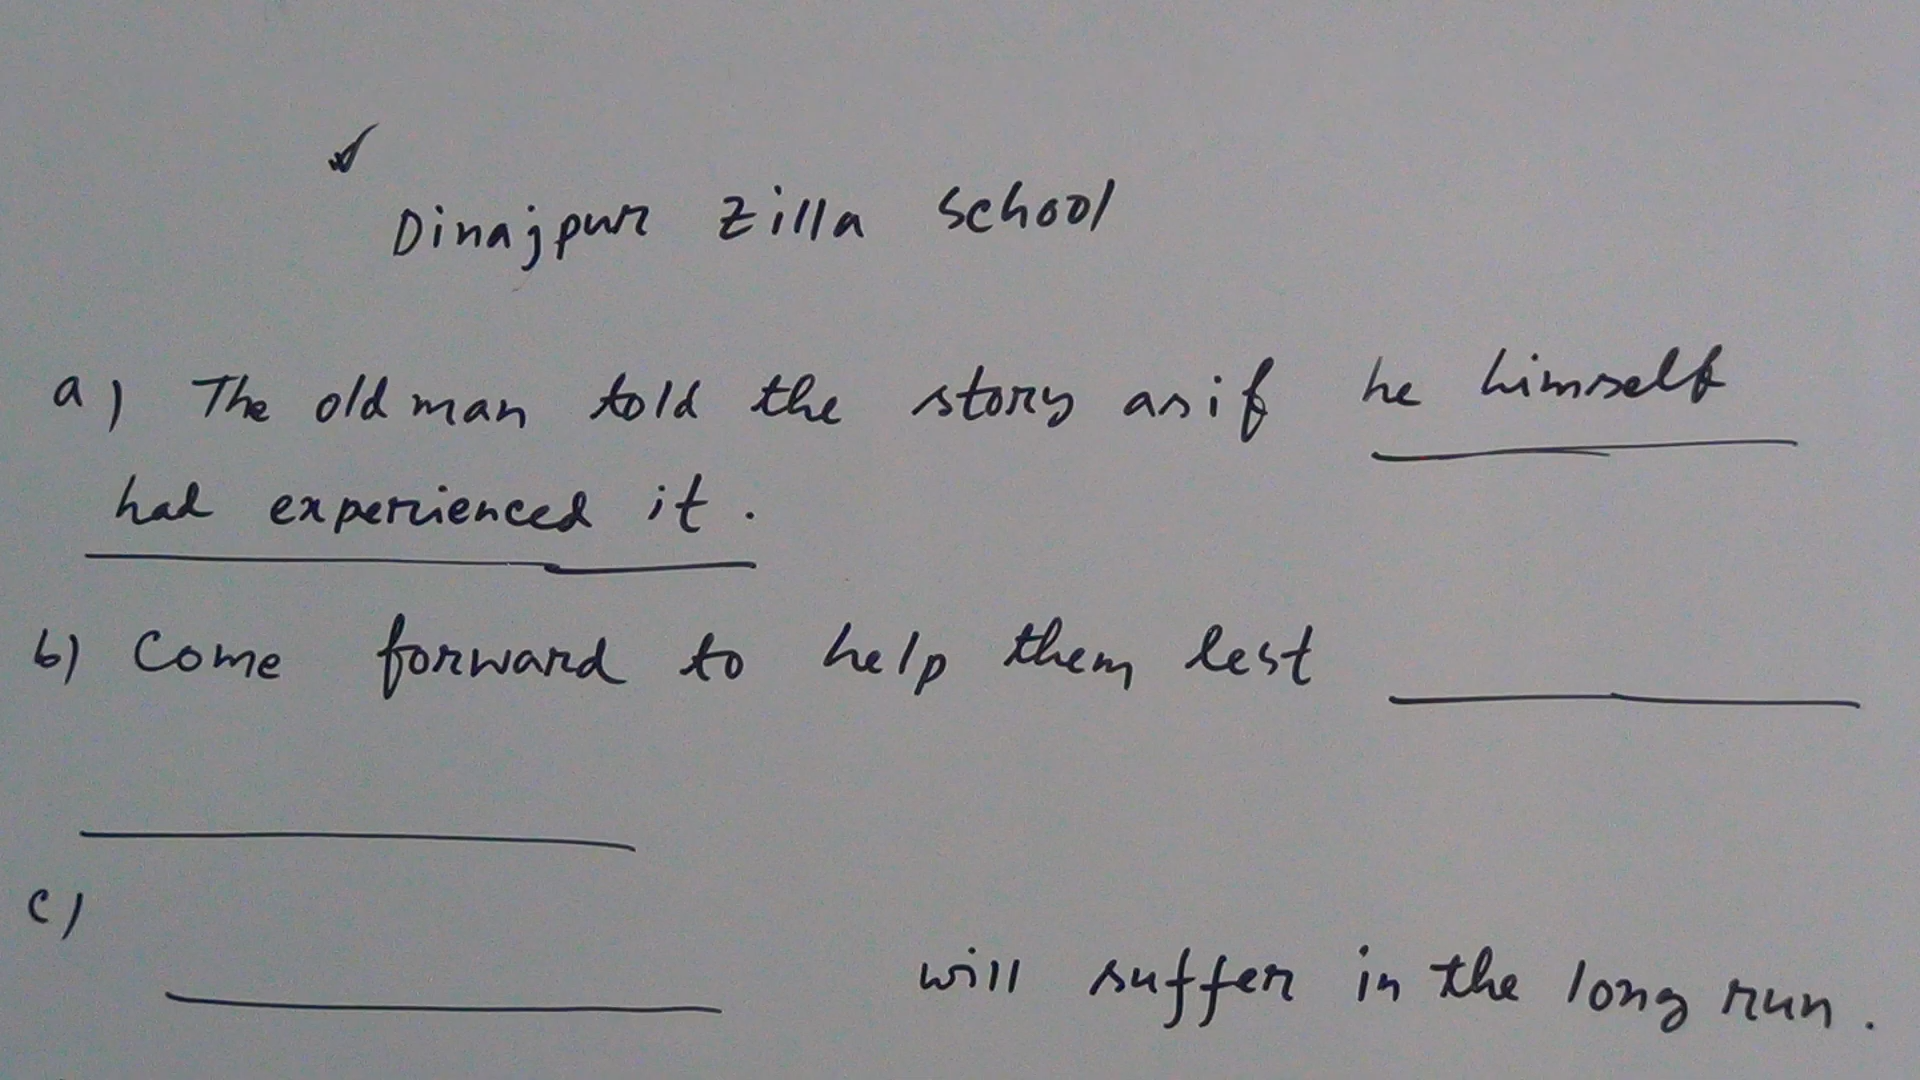 Dinajpur Zilla School
a) The old man told the story as if he himself
had experienced it.
b) Come forward to help them lest
c)
will suffer in the long run.